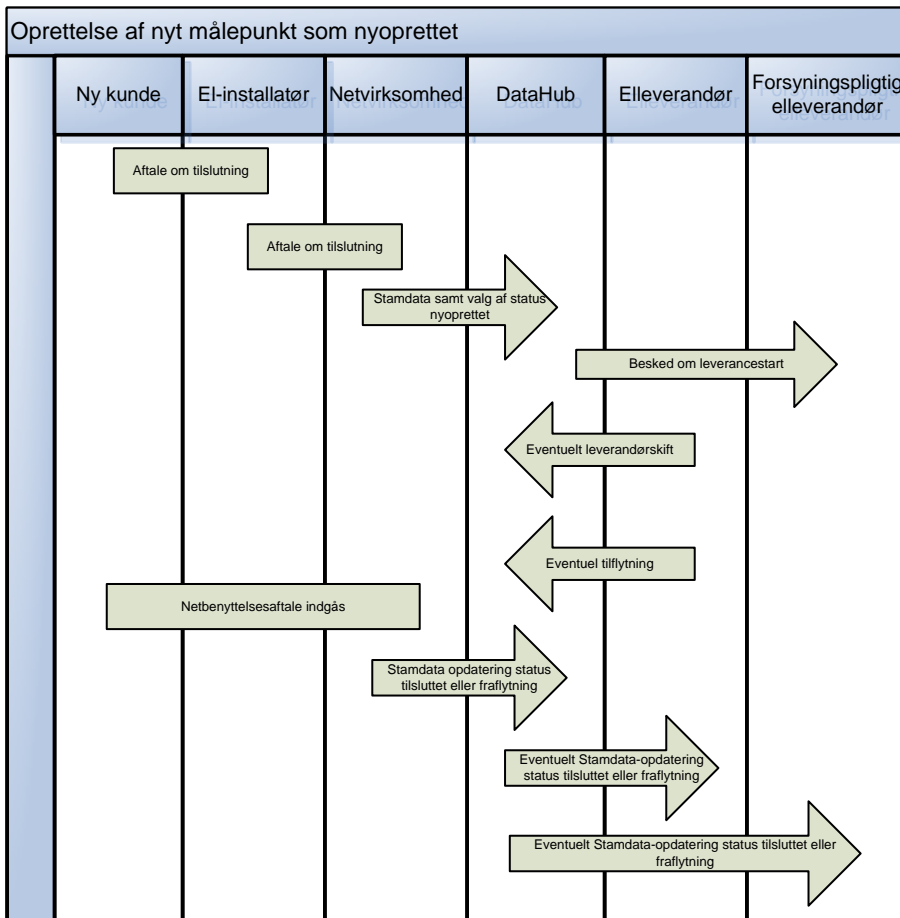 Oprettelse af nyt målepunkt som nyoprettet
Ny kunde
El-installatør
Netvirksomhed
DataHub
Elleverandør
Forsyningspligtig
elleverandør
Aftale om tilslutning
Aftale om tilslutning
Stamdata samt valg af status
nyoprettet
Besked om leverancestart
Eventuelt leverandørskift
Eventuel tilflytning
Netbenyttelsesaftale indgås
Stamdata opdatering status
tilsluttet eller fraflytning
Eventuelt Stamdata-opdatering
status tilsluttet eller fraflytning
Eventuelt Stamdata-opdatering status tilsluttet eller
fraflytning